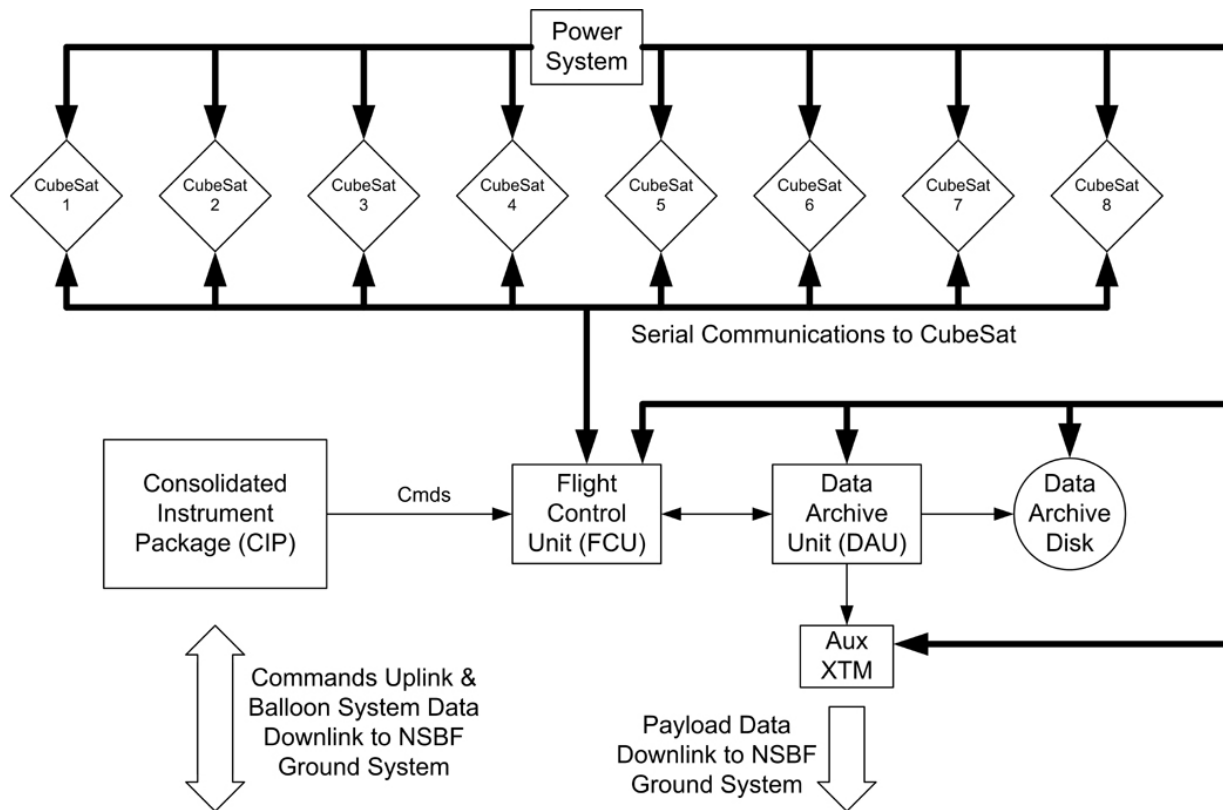 Power
System
CubeSat
1
CubeSat
2
CubeSat
3
CubeSat
4
CubeSat
5
CubeSat
6
CubeSat
7
CubeSat
8
Serial Communications to CubeSat
Consolidated
Instrument
Package (CIP)
Cmds
Flight
Control
Unit (FCU)
Data
Archive
Unit (DAU)
Data
Archive
Disk
Aux
XTM
Commands Uplink &
Balloon System Data
Downlink to NSBF
Ground System
Payload Data
Downlink to NSBF
Ground System